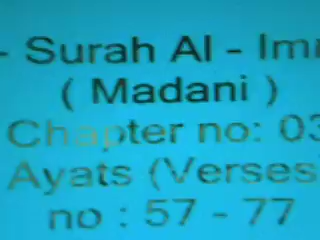 - Surah Al - Im
( Madani )
Chapter no: 03
Ayats (Verses)
no : 57 - 77